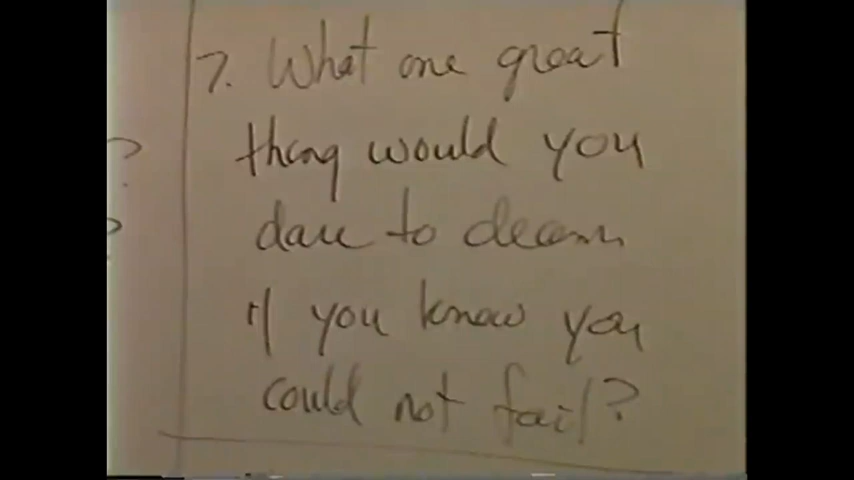 7. What one great
thing would you
dare to dream
if you knew you
could not fail?
?
?